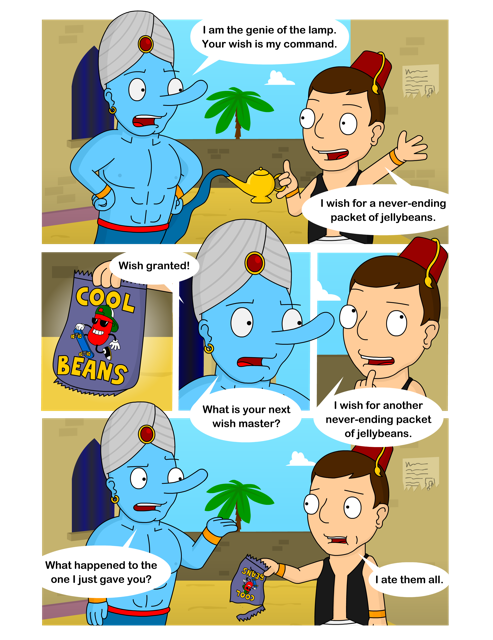 I am the genie of the lamp.
Your wish is my command.
I wish for a never-ending
packet of jellybeans.
Wish granted!
COOL
BEANS
What is your next
wish master?
I wish for another
never-ending packet
of jellybeans.
What happened to the
one I just gave you?
COOL
BEANS
I ate them all.